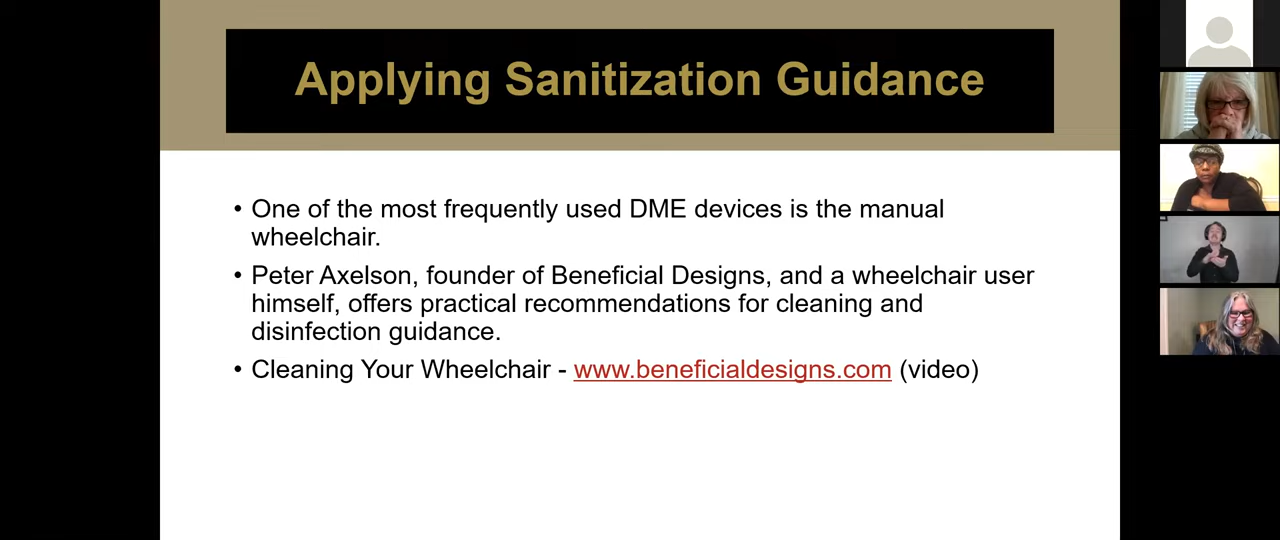 Applying Sanitization Guidance
• One of the most frequently used DME devices is the manual
wheelchair.
• Peter Axelson, founder of Beneficial Designs, and a wheelchair user
himself, offers practical recommendations for cleaning and
disinfection guidance.
• Cleaning Your Wheelchair - www.beneficialdesigns.com (video)